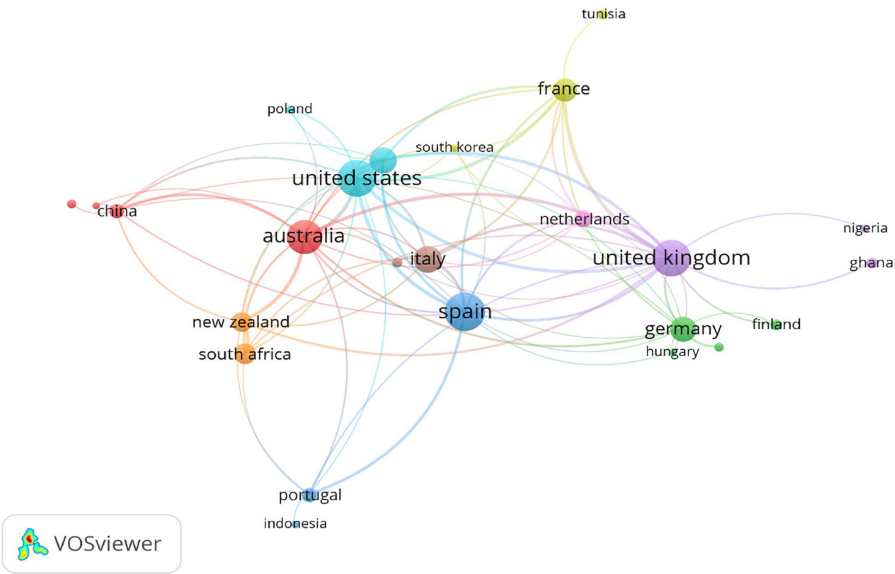 tunisia
france
poland
south korea
united states
china
netherlands
nigeria
australia
united kingdom
italy
ghana
spain
new zealand
germany
finland
hungary
south africa
portugal
indonesia
VOSviewer